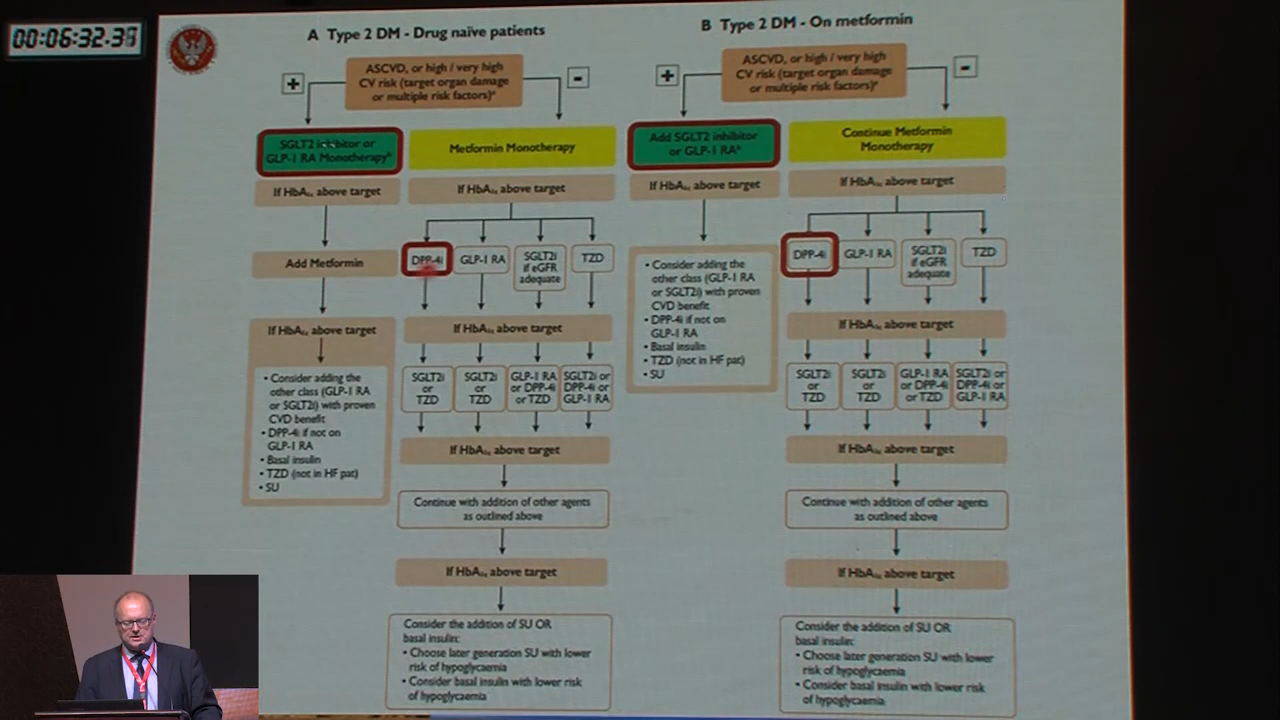 00:06:32.39
A Type 2 DM - Drug naïve patients
ASCVD, or high / very high
CV risk (target organ damage
or multiple risk factors)ᵃ
+
-
SGLT2 inhibitor or
GLP-1 RA Monotherapyᵇ
Metformin Monotherapy
If HbA₁c above target
If HbA₁c above target
Add Metformin
DPP-4i
GLP-1 RA
SGLT2i
if eGFR
adequate
TZD
If HbA₁c above target
• Consider adding the
other class (GLP-1 RA
or SGLT2i) with proven
CVD benefit
• DPP-4i if not on
GLP-1 RA
• Basal insulin
• TZD (not in HF pat)
• SU
If HbA₁c above target
SGLT2i
or
TZD
SGLT2i
or
TZD
GLP-1 RA
or DPP-4i
or TZD
SGLT2i or
DPP-4i or
GLP-1 RA
If HbA₁c above target
Continue with addition of other agents
as outlined above
If HbA₁c above target
Consider the addition of SU OR
basal insulin:
• Choose later generation SU with lower
risk of hypoglycaemia
• Consider basal insulin with lower risk
of hypoglycaemia
B Type 2 DM - On metformin
ASCVD, or high / very high
CV risk (target organ damage
or multiple risk factors)ᵃ
+
-
Add SGLT2 inhibitor
or GLP-1 RAᵇ
Continue Metformin
Monotherapy
If HbA₁c above target
If HbA₁c above target
• Consider adding the
other class (GLP-1 RA
or SGLT2i) with proven
CVD benefit
• DPP-4i if not on
GLP-1 RA
• Basal insulin
• TZD (not in HF pat)
• SU
DPP-4i
GLP-1 RA
SGLT2i
if eGFR
adequate
TZD
If HbA₁c above target
SGLT2i
or
TZD
SGLT2i
or
TZD
GLP-1 RA
or DPP-4i
or TZD
SGLT2i or
DPP-4i or
GLP-1 RA
If HbA₁c above target
Continue with addition of other agents
as outlined above
If HbA₁c above target
Consider the addition of SU OR
basal insulin:
• Choose later generation SU with lower
risk of hypoglycaemia
• Consider basal insulin with lower risk
of hypoglycaemia